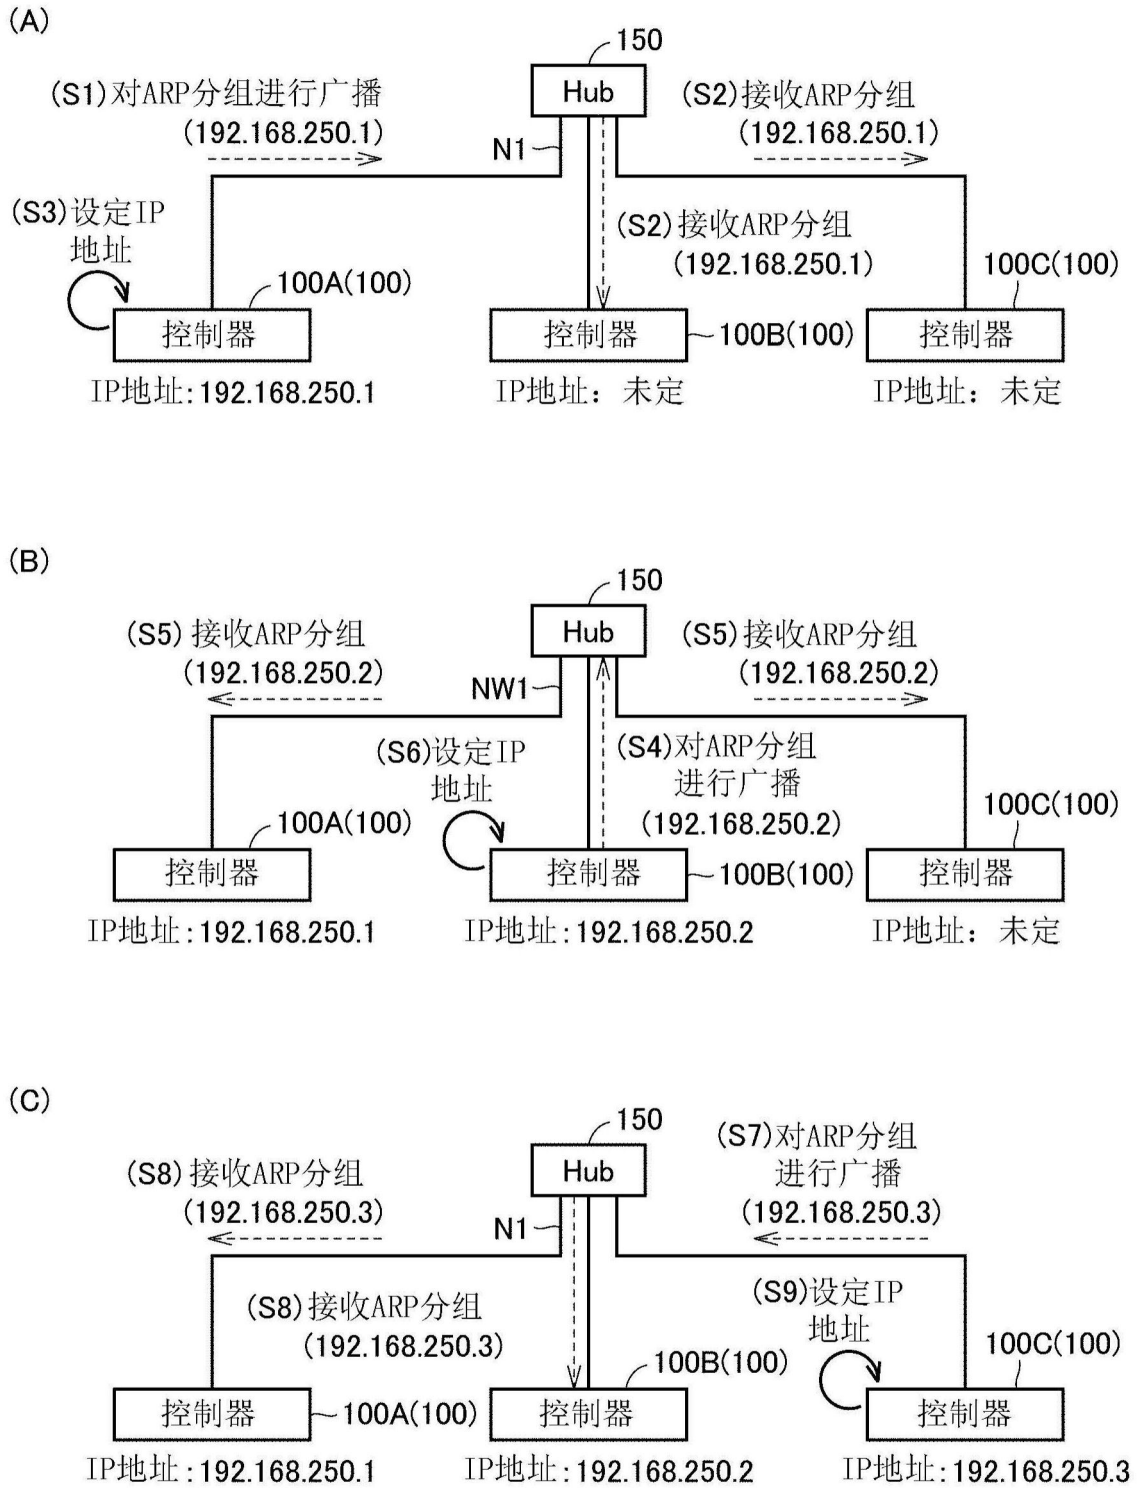 (A)
150
Hub
(S1)对ARP分组进行广播
(192.168.250.1)
(S2)接收ARP分组
(192.168.250.1)
N1
(S3)设定IP
地址
(S2)接收ARP分组
(192.168.250.1)
100A(100)
100C(100)
控制器
控制器
100B(100)
控制器
IP地址:192.168.250.1
IP地址: 未定
IP地址: 未定
(B)
150
Hub
(S5)接收ARP分组
(192.168.250.2)
(S5)接收ARP分组
(192.168.250.2)
NW1
(S6)设定IP
地址
(S4)对ARP分组
进行广播
(192.168.250.2)
100A(100)
100C(100)
控制器
控制器
100B(100)
控制器
IP地址:192.168.250.1
IP地址:192.168.250.2
IP地址: 未定
(C)
150
Hub
(S8)接收ARP分组
(192.168.250.3)
(S7)对ARP分组
进行广播
(192.168.250.3)
N1
(S8)接收ARP分组
(192.168.250.3)
(S9)设定IP
地址
100B(100)
100C(100)
控制器
100A(100)
控制器
控制器
IP地址:192.168.250.1
IP地址:192.168.250.2
IP地址:192.168.250.3